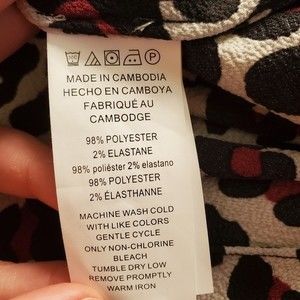 MADE IN CAMBODIA
HECHO EN CAMBOYA
FABRIQUÉ AU
CAMBODGE
98% POLYESTER
2% ELASTANE
98% poliéster 2% elastano
98% POLYESTER
2% ÉLASTHANNE
MACHINE WASH COLD
WITH LIKE COLORS
GENTLE CYCLE
ONLY NON-CHLORINE
BLEACH
TUMBLE DRY LOW
REMOVE PROMPTLY
WARM IRON